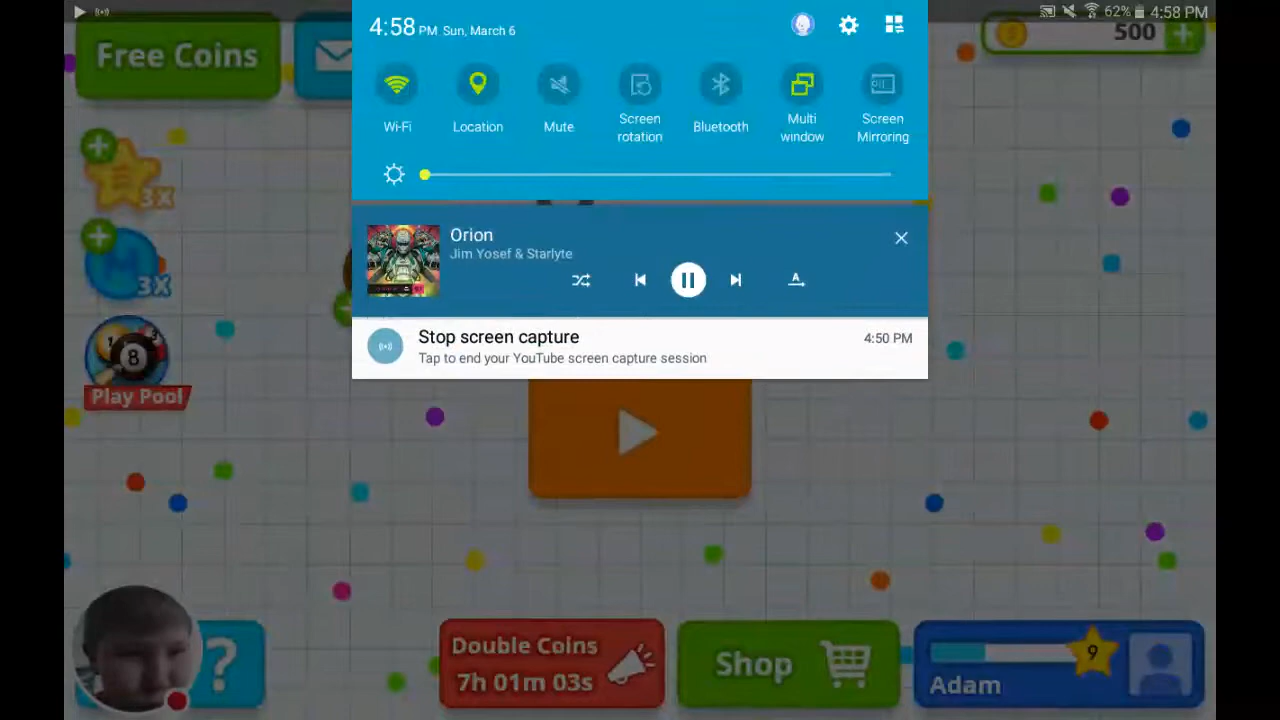 4:58 PM Sun, March 6
62% 4:58 PM
Free Coins
500
Wi-Fi
Location
Mute
Screen rotation
Bluetooth
Multi window
Screen Mirroring
3X
Orion
Jim Yosef & Starlyte
A
3X
Stop screen capture
4:50 PM
Tap to end your YouTube screen capture session
1
8
Play Pool
?
Double Coins
7h 01m 03s
Shop
9
Adam